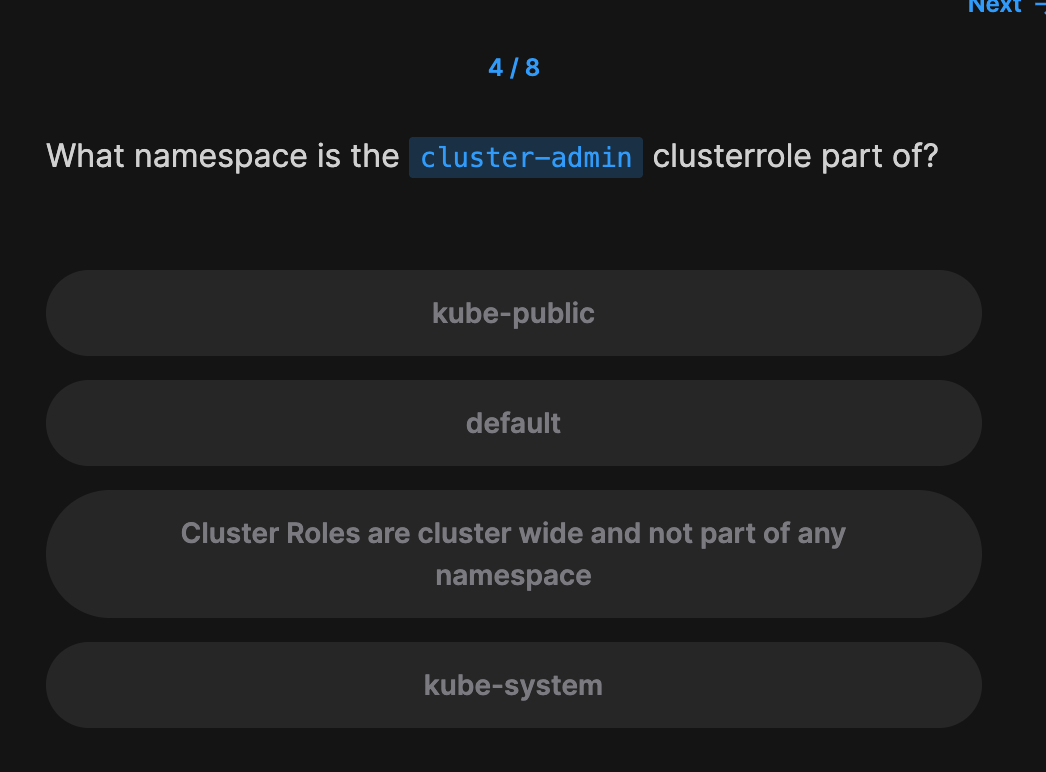 Next →
4 / 8
What namespace is the cluster-admin clusterrole part of?
kube-public
default
Cluster Roles are cluster wide and not part of any
namespace
kube-system